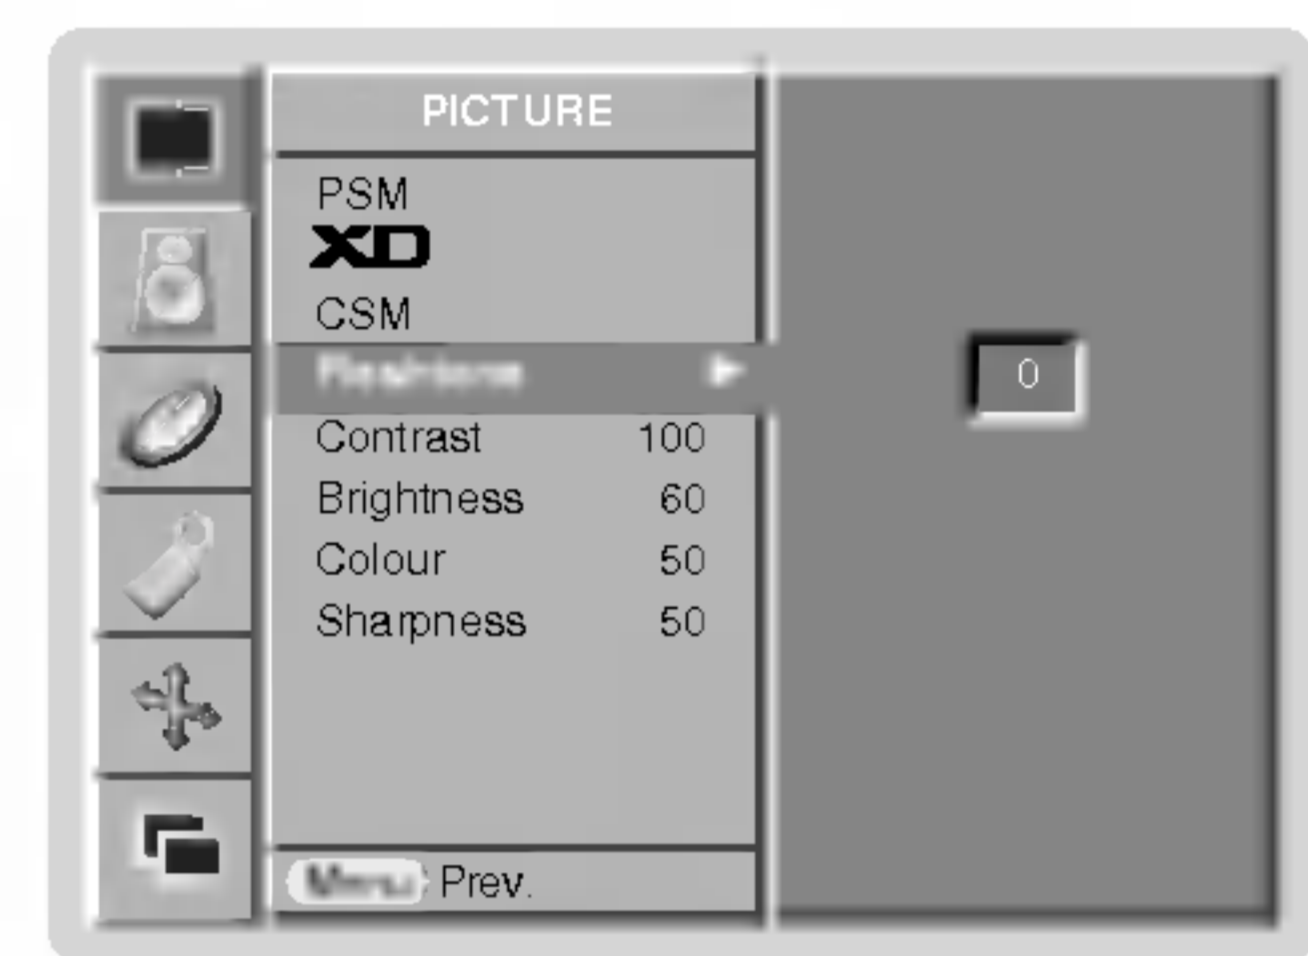 PICTURE
PSM
XD
CSM
0
Contrast 100
Brightness 60
Colour 50
Sharpness 50
Prev.